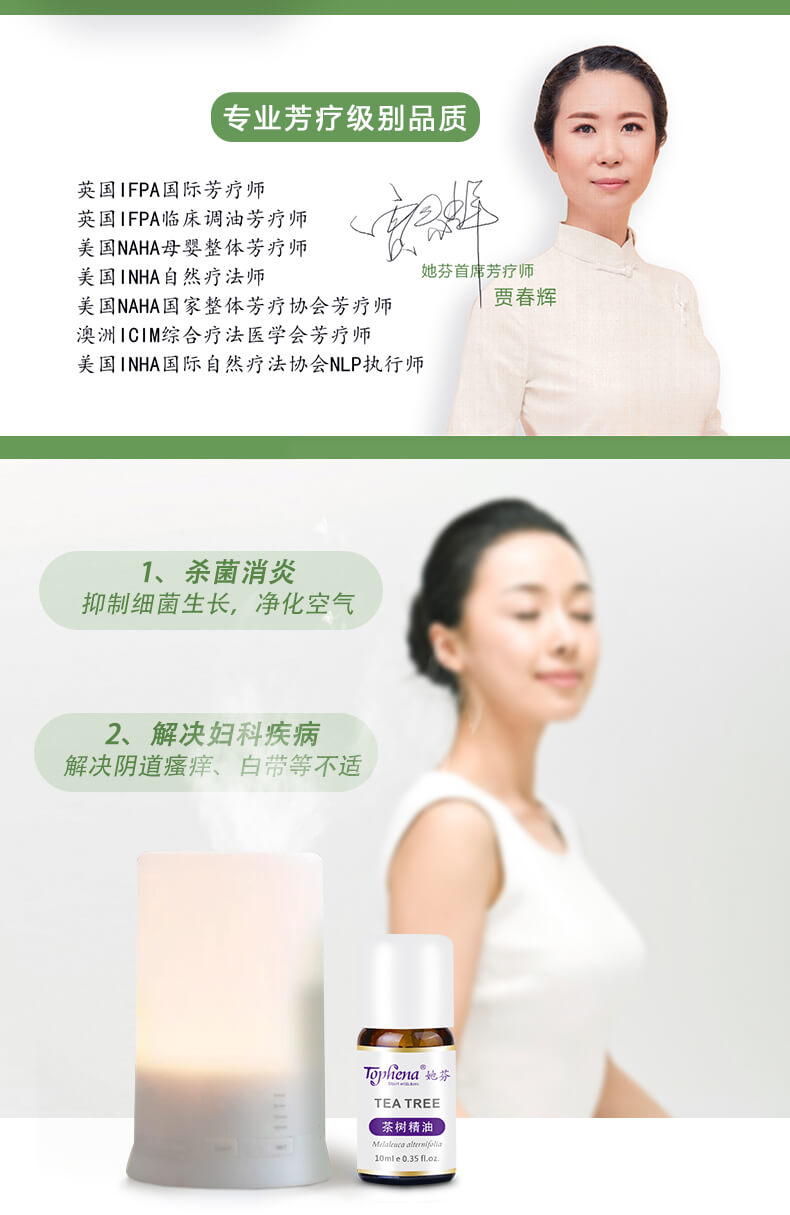 专业芳疗级别品质
英国IFPA国际芳疗师
英国IFPA临床调油芳疗师
美国NAHA母婴整体芳疗师
美国INHA自然疗法师
美国NAHA国家整体芳疗协会芳疗师
澳洲ICIM综合疗法医学会芳疗师
美国INHA国际自然疗法协会NLP执行师
她芬首席芳疗师
贾春辉
1、杀菌消炎
抑制细菌生长，净化空气
2、解决妇科疾病
解决阴道瘙痒、白带等不适
Tophena®她芬
TEA TREE
茶树精油
Melaleuca alternifolia
10ml e 0.35 fl.oz.